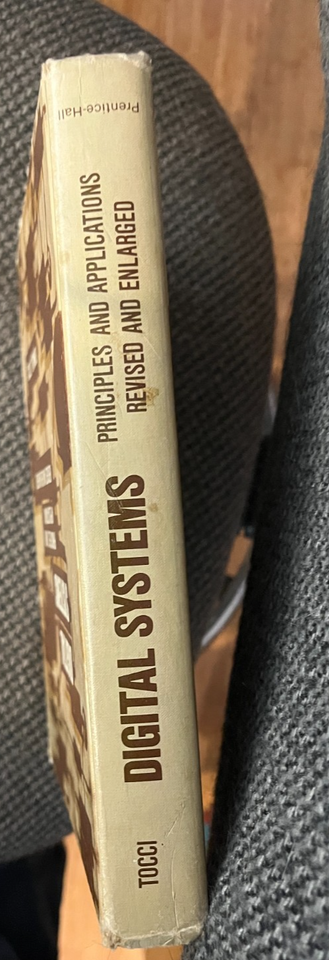 TOCCI
DIGITAL SYSTEMS
PRINCIPLES AND APPLICATIONS
REVISED AND ENLARGED
Prentice-Hall